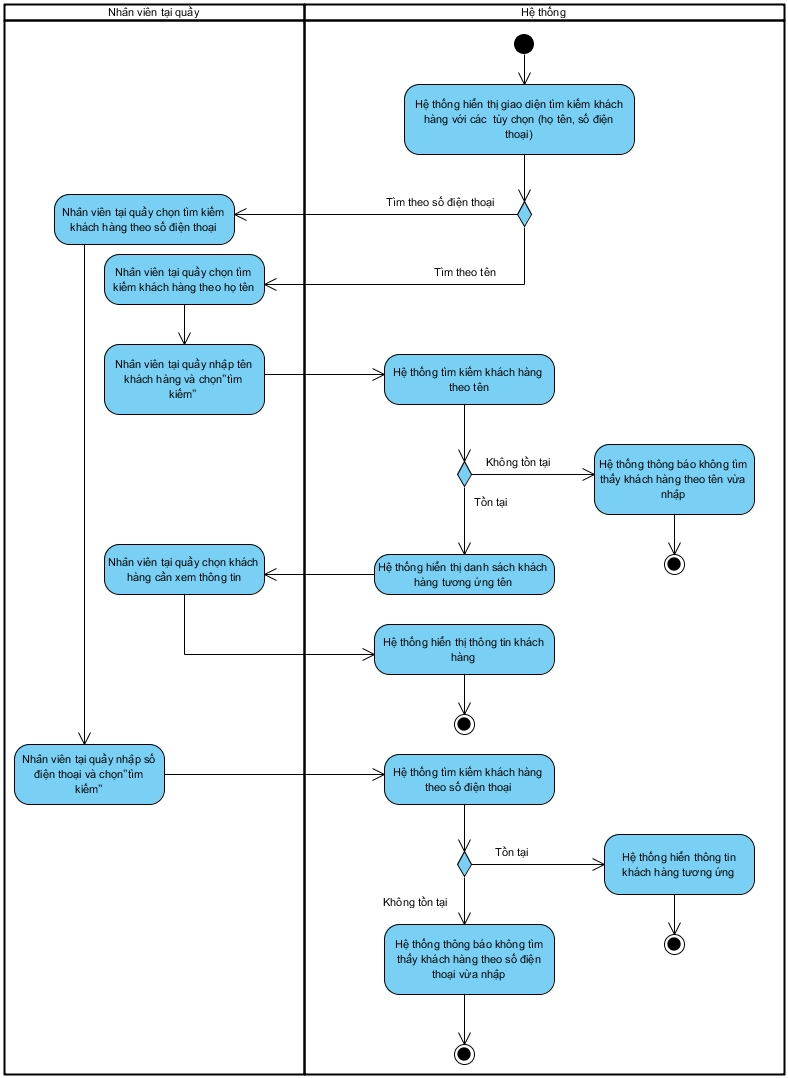 Nhân viên tại quầy
Hệ thống
Hệ thống hiển thị giao diện tìm kiếm khách
hàng với các tùy chọn (họ tên, số điện
thoại)
Tìm theo số điện thoại
Nhân viên tại quầy chọn tìm kiếm
khách hàng theo số điện thoại
Tìm theo tên
Nhân viên tại quầy chọn tìm
kiếm khách hàng theo họ tên
Nhân viên tại quầy nhập tên
khách hàng và chọn"tìm
kiếm"
Hệ thống tìm kiếm khách hàng
theo tên
Không tồn tại
Hệ thống thông báo không tìm
thấy khách hàng theo tên vừa
nhập
Tồn tại
Nhân viên tại quầy chọn khách
hàng cần xem thông tin
Hệ thống hiển thị danh sách khách
hàng tương ứng tên
Hệ thống hiển thị thông tin khách
hàng
Nhân viên tại quầy nhập số
điện thoại và chọn"tìm
kiếm"
Hệ thống tìm kiếm khách hàng
theo số điện thoại
Tồn tại
Hệ thống hiển thông tin
khách hàng tương ứng
Không tồn tại
Hệ thống thông báo không tìm
thấy khách hàng theo số điện
thoại vừa nhập